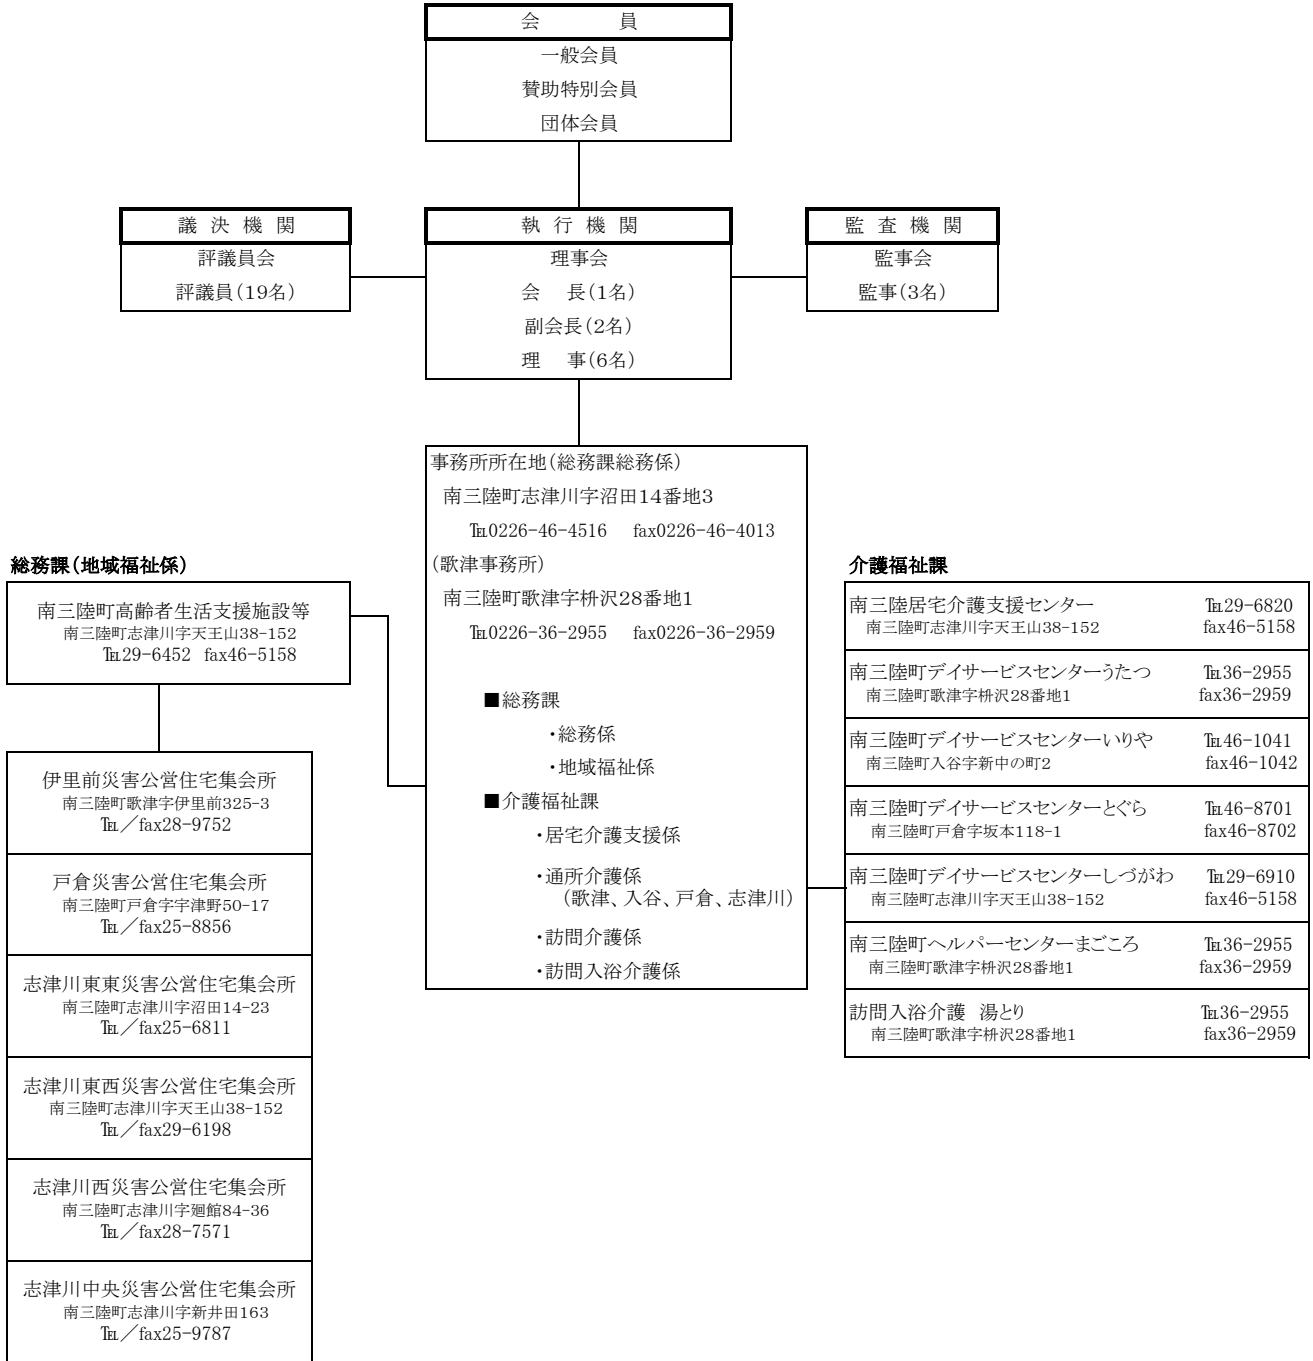 会　　　員
一般会員
賛助特別会員
団体会員
議 決 機 関
評議員会
評議員(19名)
執 行 機 関
理事会
会　長(1名)
副会長(2名)
理　事(6名)
監 査 機 関
監事会
監事(3名)
事務所所在地(総務課総務係)
南三陸町志津川字沼田14番地3
℡0226-46-4516　fax0226-46-4013
(歌津事務所)
南三陸町歌津字枡沢28番地1
℡0226-36-2955　fax0226-36-2959
■総務課
・総務係
・地域福祉係
■介護福祉課
・居宅介護支援係
・通所介護係
(歌津、入谷、戸倉、志津川)
・訪問介護係
・訪問入浴介護係
総務課(地域福祉係)
南三陸町高齢者生活支援施設等
南三陸町志津川字天王山38-152
℡29-6452　fax46-5158
伊里前災害公営住宅集会所
南三陸町歌津字伊里前325-3
℡／fax28-9752
戸倉災害公営住宅集会所
南三陸町戸倉字宇津野50-17
℡／fax25-8856
志津川東東災害公営住宅集会所
南三陸町志津川字沼田14-23
℡／fax25-6811
志津川東西災害公営住宅集会所
南三陸町志津川字天王山38-152
℡／fax29-6198
志津川西災害公営住宅集会所
南三陸町志津川字廻館84-36
℡／fax28-7571
志津川中央災害公営住宅集会所
南三陸町志津川字新井田163
℡／fax25-9787
介護福祉課
南三陸居宅介護支援センター　℡29-6820
南三陸町志津川字天王山38-152　fax46-5158
南三陸町デイサービスセンターうたつ　℡36-2955
南三陸町歌津字枡沢28番地1　fax36-2959
南三陸町デイサービスセンターいりや　℡46-1041
南三陸町入谷字新中の町2　fax46-1042
南三陸町デイサービスセンターとぐら　℡46-8701
南三陸町戸倉字坂本118-1　fax46-8702
南三陸町デイサービスセンターしづがわ　℡29-6910
南三陸町志津川字天王山38-152　fax46-5158
南三陸町ヘルパーセンターまごころ　℡36-2955
南三陸町歌津字枡沢28番地1　fax36-2959
訪問入浴介護　湯とり　℡36-2955
南三陸町歌津字枡沢28番地1　fax36-2959